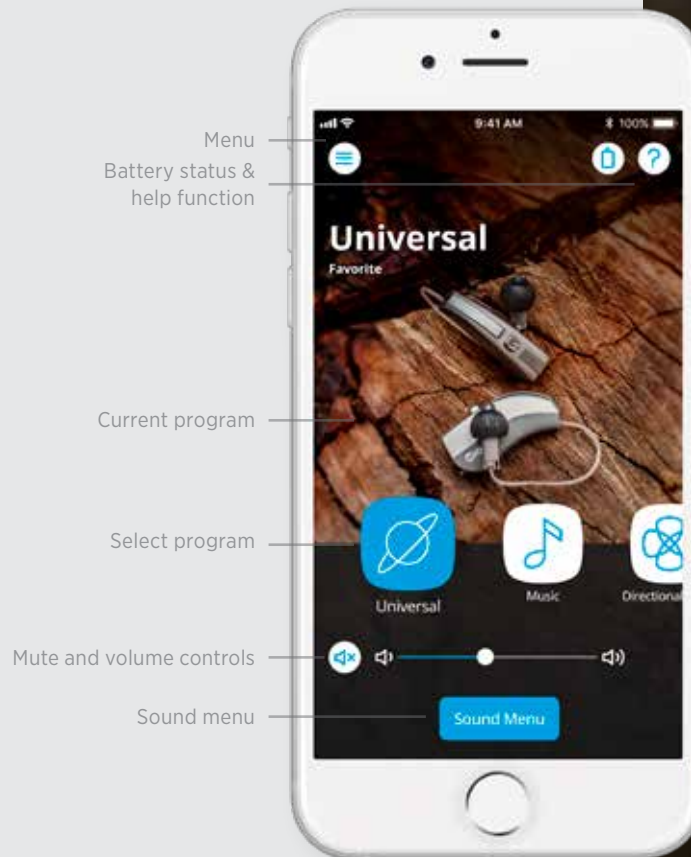 9:41 AM
100%
Menu
Battery status &
help function
Universal
Favorite
Current program
Select program
Universal
Music
Directional
Mute and volume controls
Sound menu
Sound Menu